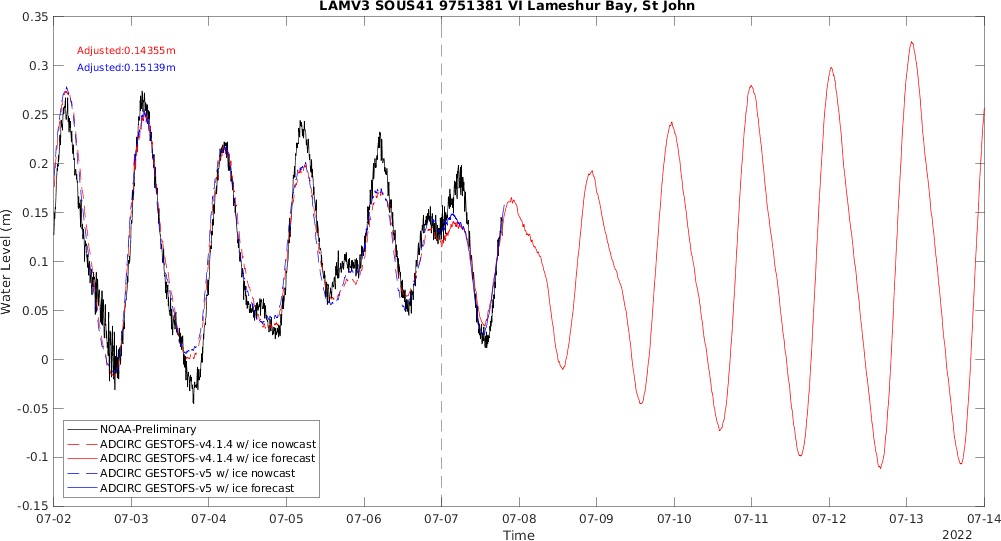 LAMV3 SOUS41 9751381 VI Lameshur Bay, St John
Adjusted:0.14355m
Adjusted:0.15139m
0.35
0.3
0.25
0.2
0.15
0.1
0.05
0
-0.05
-0.1
-0.15
Water Level (m)
NOAA-Preliminary
ADCIRC GESTOFS-v4.1.4 w/ ice nowcast
ADCIRC GESTOFS-v4.1.4 w/ ice forecast
ADCIRC GESTOFS-v5 w/ ice nowcast
ADCIRC GESTOFS-v5 w/ ice forecast
07-02 07-03 07-04 07-05 07-06 07-07 07-08 07-09 07-10 07-11 07-12 07-13 07-14
Time
2022